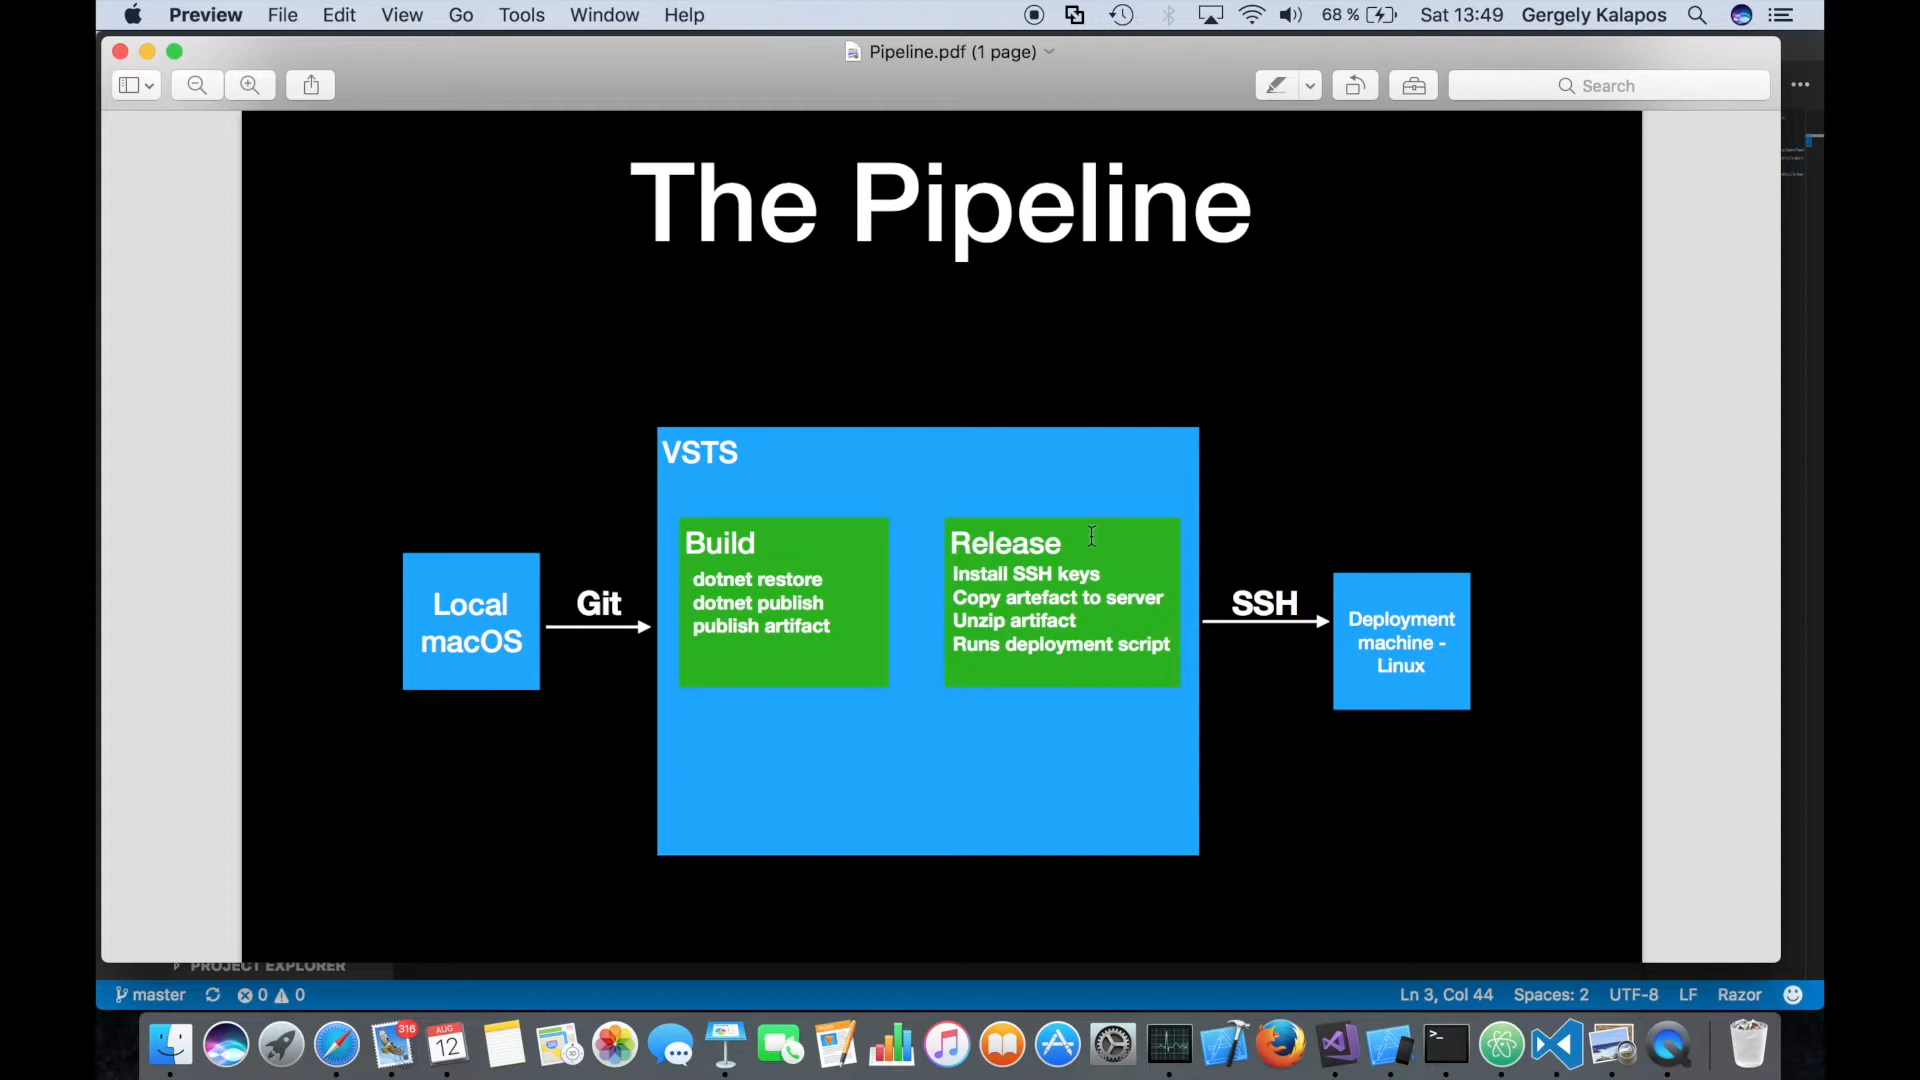 Preview File Edit View Go Tools Window Help 68 % Sat 13:49 Gergely Kalapos
Pipeline.pdf (1 page)
Search
The Pipeline
VSTS
Build
dotnet restore
dotnet publish
publish artifact
Release
Install SSH keys
Copy artefact to server
Unzip artifact
Runs deployment script
Local
macOS
Git
SSH
Deployment
machine -
Linux
PROJECT EXPLORER
master 0 0 Ln 3, Col 44 Spaces: 2 UTF-8 LF Razor
316
AUG
12
30